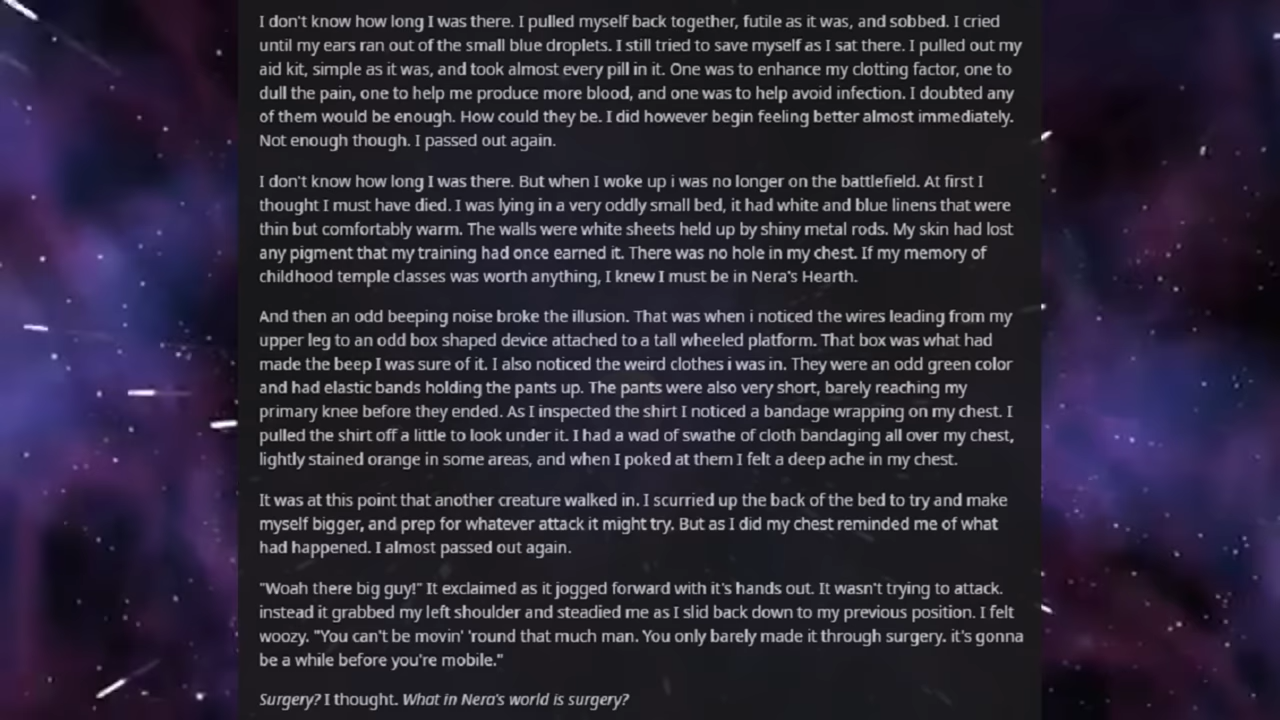 I don't know how long I was there. I pulled myself back together, futile as it was, and sobbed. I cried
until my ears ran out of the small blue droplets. I still tried to save myself as I sat there. I pulled out my
aid kit, simple as it was, and took almost every pill in it. One was to enhance my clotting factor, one to
dull the pain, one to help me produce more blood, and one was to help avoid infection. I doubted any
of them would be enough. How could they be. I did however begin feeling better almost immediately.
Not enough though. I passed out again.
I don't know how long I was there. But when I woke up i was no longer on the battlefield. At first I
thought I must have died. I was lying in a very oddly small bed, it had white and blue linens that were
thin but comfortably warm. The walls were white sheets held up by shiny metal rods. My skin had lost
any pigment that my training had once earned it. There was no hole in my chest. If my memory of
childhood temple classes was worth anything, I knew I must be in Nera's Hearth.
And then an odd beeping noise broke the illusion. That was when i noticed the wires leading from my
upper leg to an odd box shaped device attached to a tall wheeled platform. That box was what had
made the beep I was sure of it. I also noticed the weird clothes i was in. They were an odd green color
and had elastic bands holding the pants up. The pants were also very short, barely reaching my
primary knee before they ended. As I inspected the shirt I noticed a bandage wrapping on my chest. I
pulled the shirt off a little to look under it. I had a wad of swathe of cloth bandaging all over my chest,
lightly stained orange in some areas, and when I poked at them I felt a deep ache in my chest.
It was at this point that another creature walked in. I scurried up the back of the bed to try and make
myself bigger, and prep for whatever attack it might try. But as I did my chest reminded me of what
had happened. I almost passed out again.
"Woah there big guy!" It exclaimed as it jogged forward with it's hands out. It wasn't trying to attack.
instead it grabbed my left shoulder and steadied me as I slid back down to my previous position. I felt
woozy. "You can't be movin' 'round that much man. You only barely made it through surgery. it's gonna
be a while before you're mobile."
Surgery? I thought. What in Nera's world is surgery?